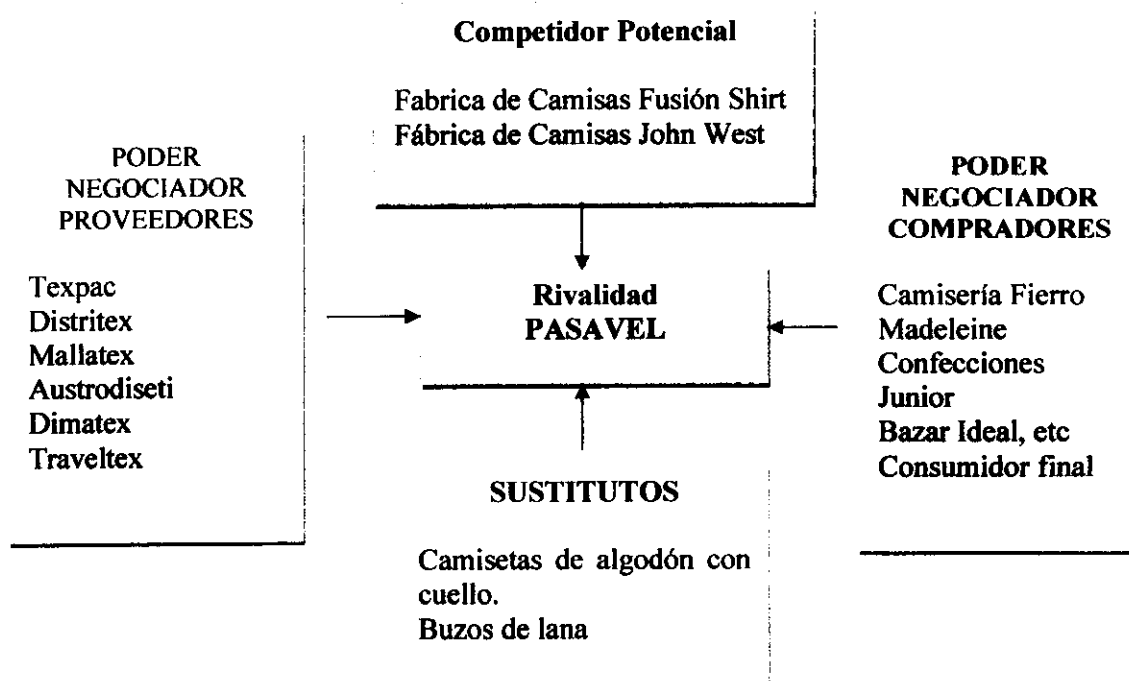 Competidor Potencial
Fabrica de Camisas Fusión Shirt
Fábrica de Camisas John West
PODER
NEGOCIADOR
PROVEEDORES
Texpac
Distritex
Mallatex
Austrodiseti
Dimatex
Traveltex
Rivalidad
PASAVEL
PODER
NEGOCIADOR
COMPRADORES
Camisería Fierro
Madeleine
Confecciones
Junior
Bazar Ideal, etc
Consumidor final
SUSTITUTOS
Camisetas de algodón con
cuello.
Buzos de lana